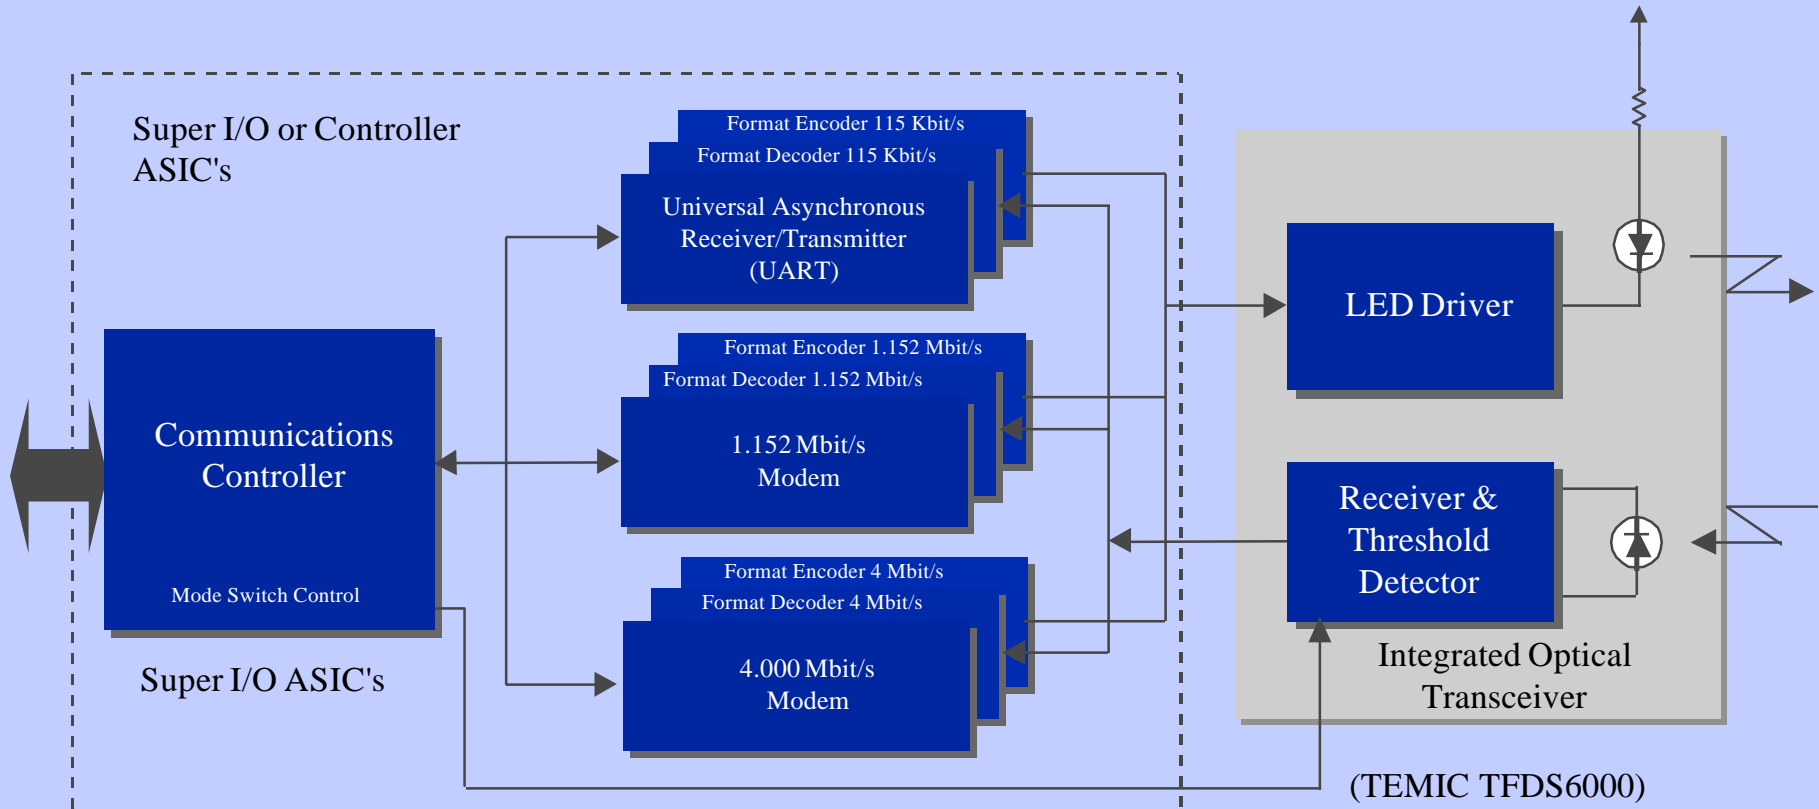 Super I/O or Controller
ASIC's
Format Encoder 115 Kbit/s
Format Decoder 115 Kbit/s
Universal Asynchronous
Receiver/Transmitter
(UART)
LED Driver
Format Encoder 1.152 Mbit/s
Format Decoder 1.152 Mbit/s
1.152 Mbit/s
Modem
Communications
Controller
Mode Switch Control
Receiver &
Threshold
Detector
Format Encoder 4 Mbit/s
Format Decoder 4 Mbit/s
4.000 Mbit/s
Modem
Super I/O ASIC's
Integrated Optical
Transceiver
(TEMIC TFDS6000)